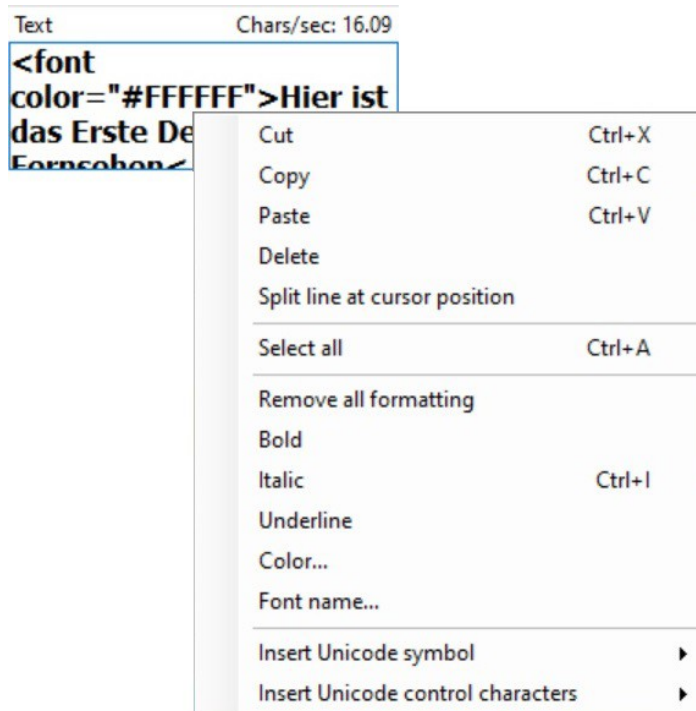 Text Chars/sec: 16.09
<font
color="#FFFFFF">Hier ist
das Erste De
Cut Ctrl+X
Copy Ctrl+C
Paste Ctrl+V
Delete
Split line at cursor position
Select all Ctrl+A
Remove all formatting
Bold
Italic Ctrl+I
Underline
Color...
Font name...
Insert Unicode symbol
Insert Unicode control characters